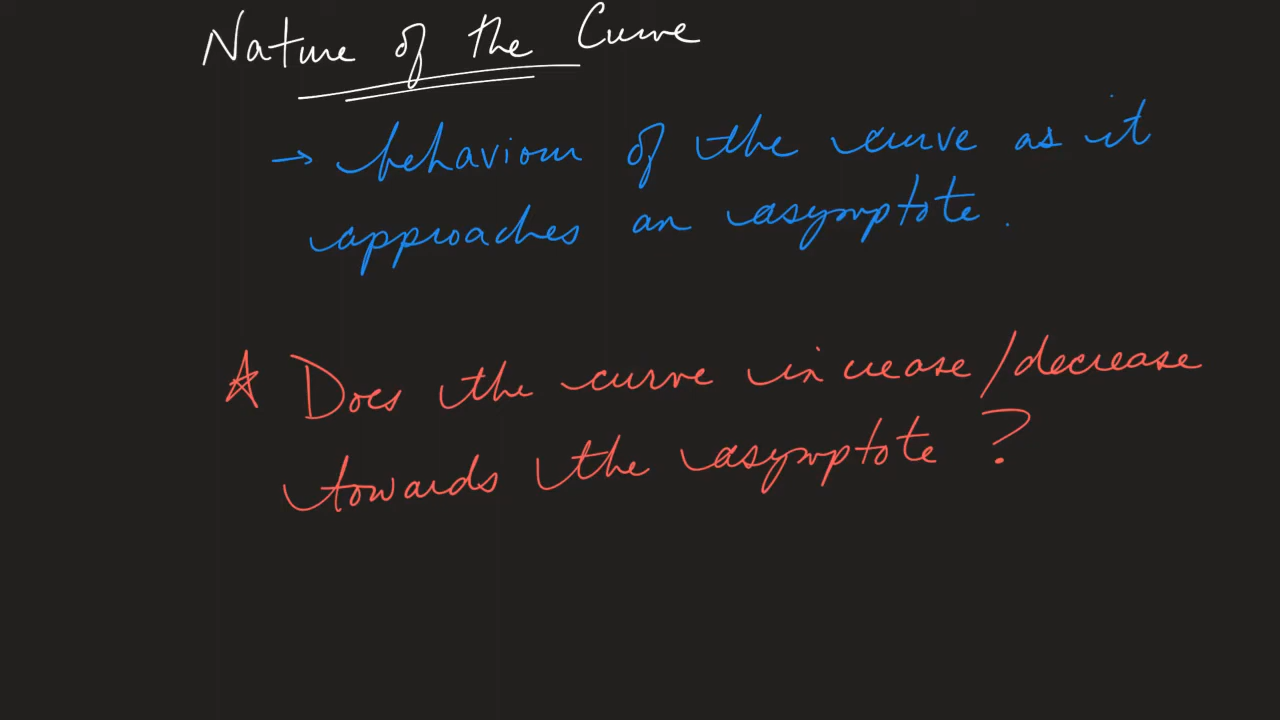 Nature of the Curve
→ behaviour of the curve as it
approaches an asymptote.
☆ Does the curve increase/decrease
towards the asymptote ?